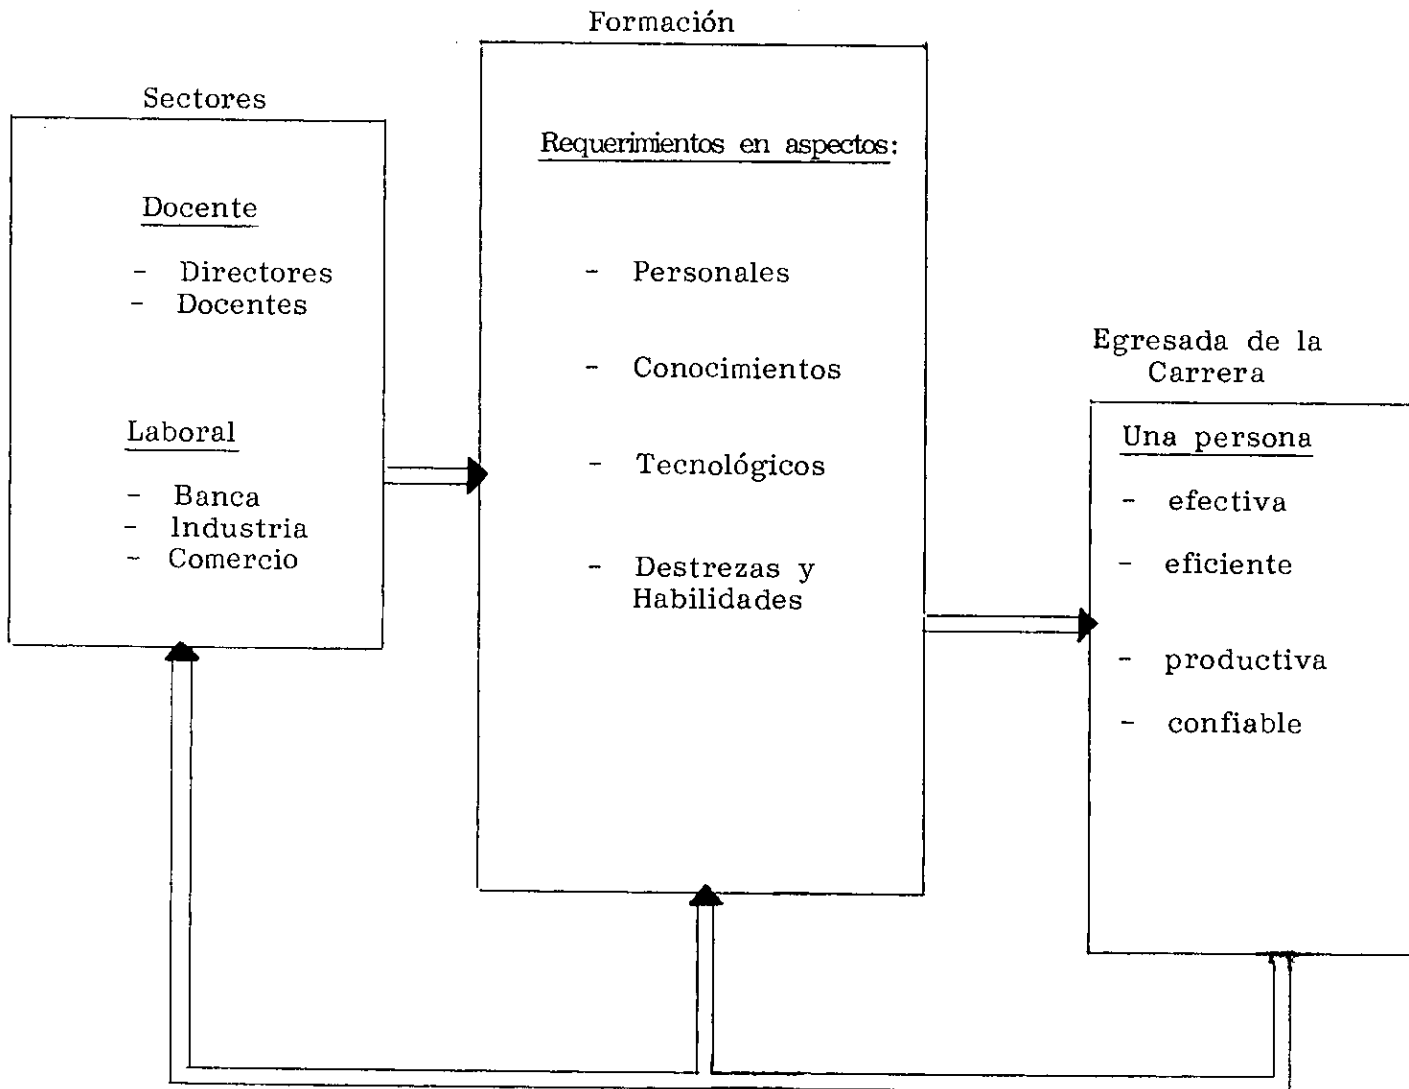 Formación
Sectores
Requerimientos en aspectos:
Docente
- Directores
- Docentes
- Personales
- Conocimientos
Laboral
- Banca
- Industria
- Comercio
- Tecnológicos
- Destrezas y
Habilidades
Egresada de la
Carrera
Una persona
- efectiva
- eficiente
- productiva
- confiable